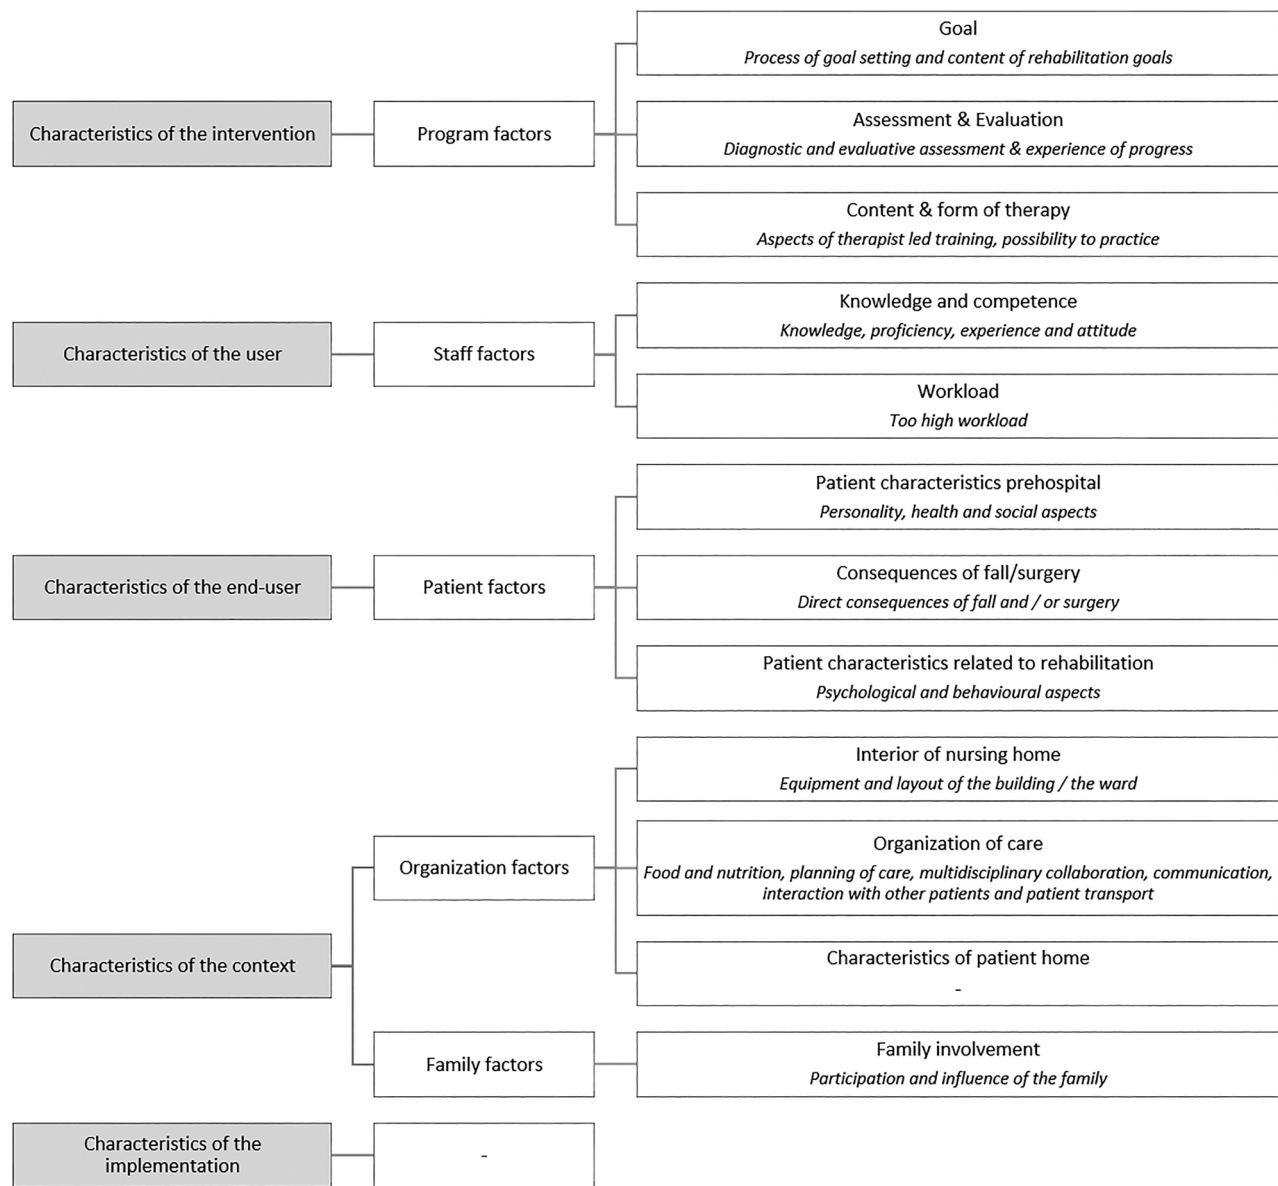 Characteristics of the intervention
Program factors
Goal
Process of goal setting and content of rehabilitation goals
Assessment & Evaluation
Diagnostic and evaluative assessment & experience of progress
Content & form of therapy
Aspects of therapist led training, possibility to practice
Characteristics of the user
Staff factors
Knowledge and competence
Knowledge, proficiency, experience and attitude
Workload
Too high workload
Characteristics of the end-user
Patient factors
Patient characteristics prehospital
Personality, health and social aspects
Consequences of fall/surgery
Direct consequences of fall and / or surgery
Patient characteristics related to rehabilitation
Psychological and behavioural aspects
Characteristics of the context
Organization factors
Interior of nursing home
Equipment and layout of the building / the ward
Organization of care
Food and nutrition, planning of care, multidisciplinary collaboration, communication,
interaction with other patients and patient transport
Characteristics of patient home
-
Family factors
Family involvement
Participation and influence of the family
Characteristics of the
implementation
-